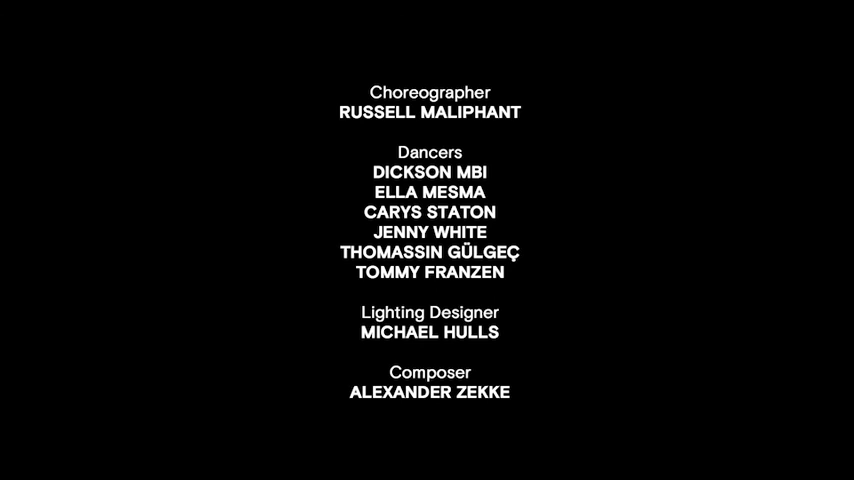 Choreographer
RUSSELL MALIPHANT
Dancers
DICKSON MBI
ELLA MESMA
CARYS STATON
JENNY WHITE
THOMASSIN GÜLGEÇ
TOMMY FRANZEN
Lighting Designer
MICHAEL HULLS
Composer
ALEXANDER ZEKKE